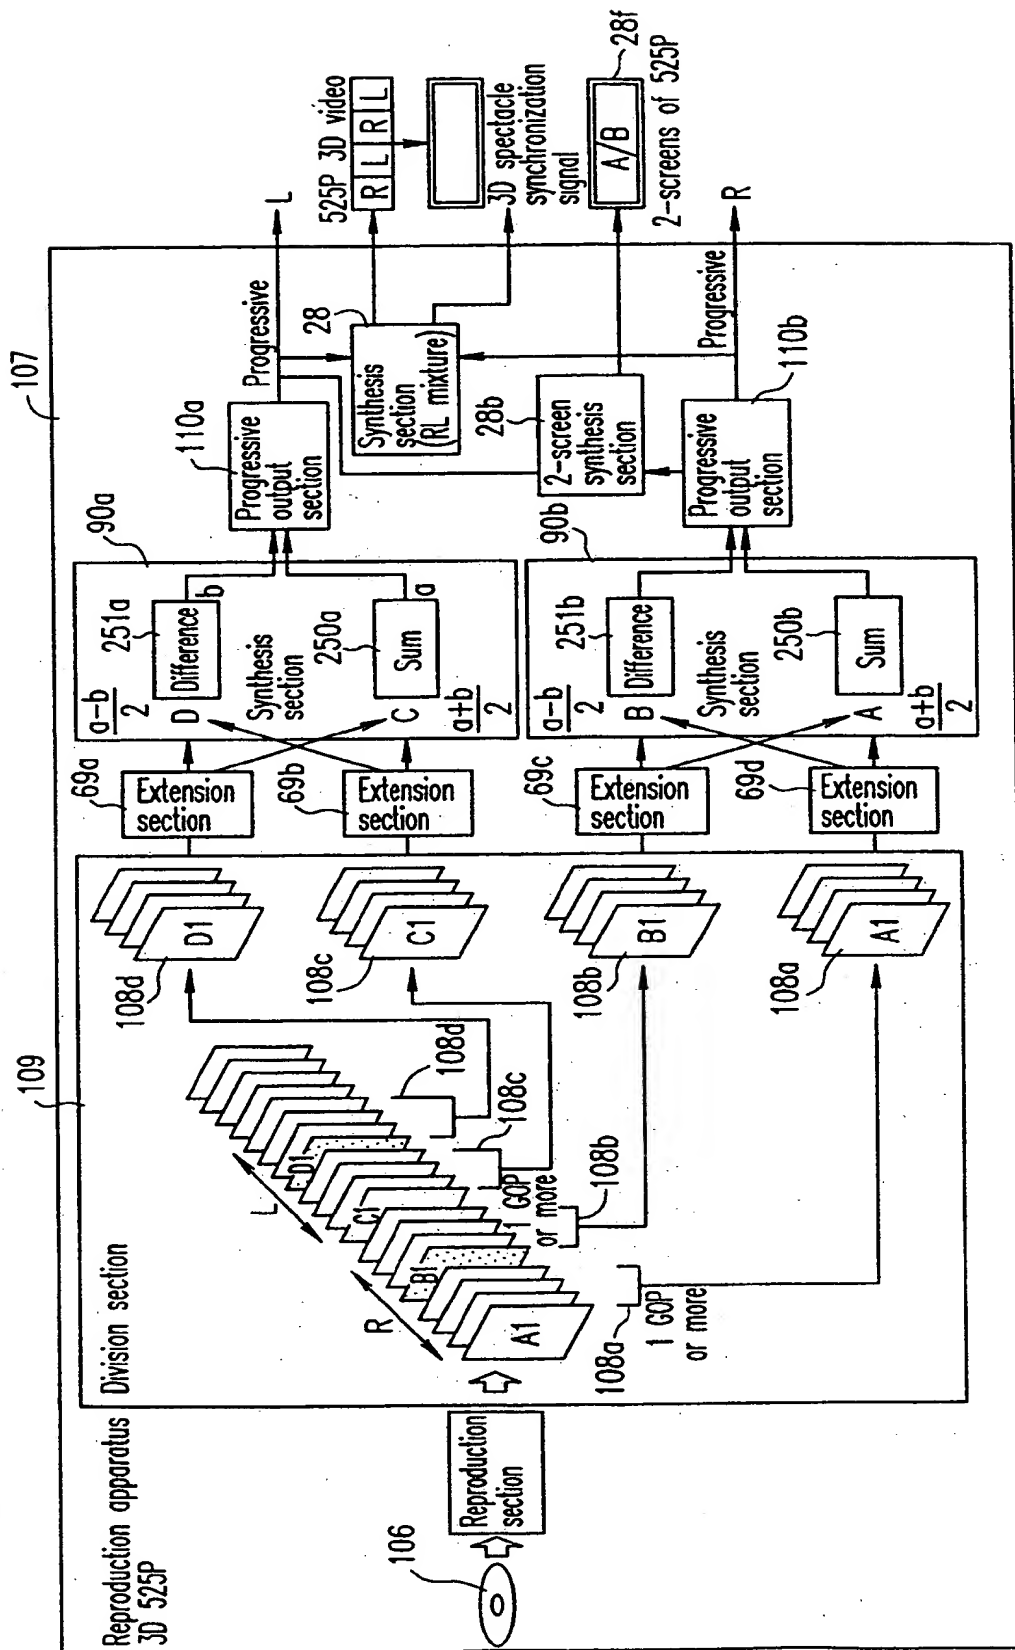 Reproduction apparatus
3D 525P
107
109
Division section
106
Reproduction
section
R
L
A1
B1
C1
D1
108a
1 GOP
or more
108b
1 GOP
or more
108c
108d
D1
108d
C1
108c
B1
108b
A1
108a
69a
Extension
section
69b
Extension
section
69c
Extension
section
69d
Extension
section
90a
a-b
2
D
251a
Difference
b
Synthesis
section
250a
Sum
a
C
a+b
2
90b
a-b
2
B
251b
Difference
Synthesis
section
250b
Sum
A
a+b
2
110a
Progressive
output
section
Progressive
L
28
Synthesis
section
(RL mixture)
28b
2-screen
synthesis
section
110b
Progressive
output
section
Progressive
R
525P 3D video
R L R L
3D spectacle
synchronization
signal
A/B
28f
2-screens of 525P